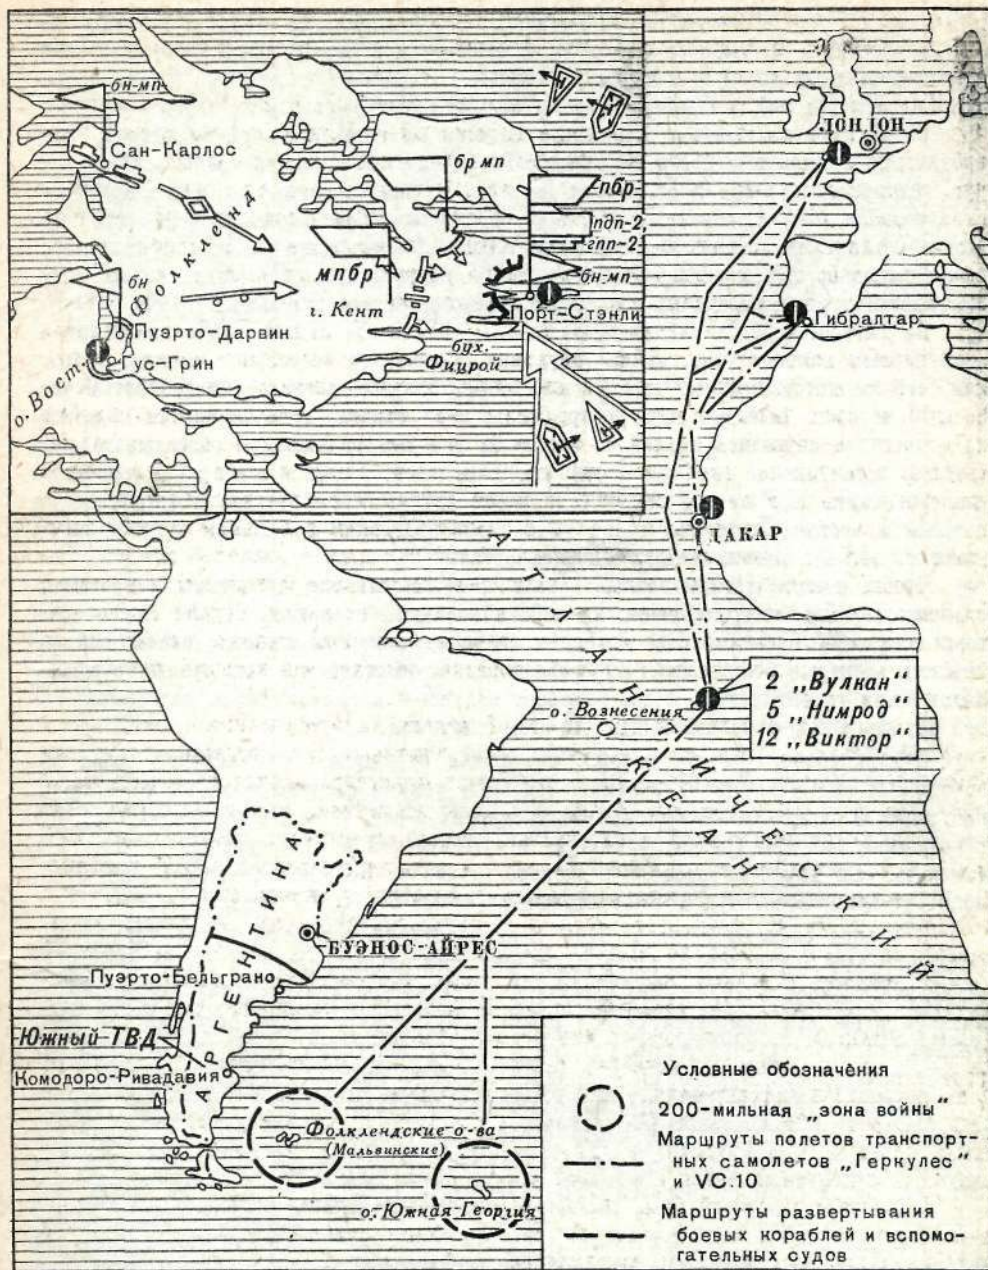 бн-мп
Сан-Карлос
бр мп
пбр
пдп-2
гпп-2
бн-мп
мпбр
г. Кент
Порт-Стэнли
бн
о. Вост. Фолкленд
Пуэрто-Дарвин
Гус-Грин
бух.
Фицрой
ЛОНДОН
Гибралтар
ДАКАР
АТЛАНТИЧЕСКИЙ
ОКЕАН
о. Вознесения
2 „Вулкан“
5 „Нимрод“
12 „Виктор“
АРГЕНТИНА
БУЭНОС-АЙРЕС
Пуэрто-Бельграно
Южный ТВД
Комодоро-Ривадавия
Фолклендские о-ва
(Мальвинские)
о. Южная Георгия
Условные обозначения
200-мильная „зона войны“
Маршруты полетов транспорт-
ных самолетов „Геркулес“
и VC.10
Маршруты развертывания
боевых кораблей и вспомо-
гательных судов